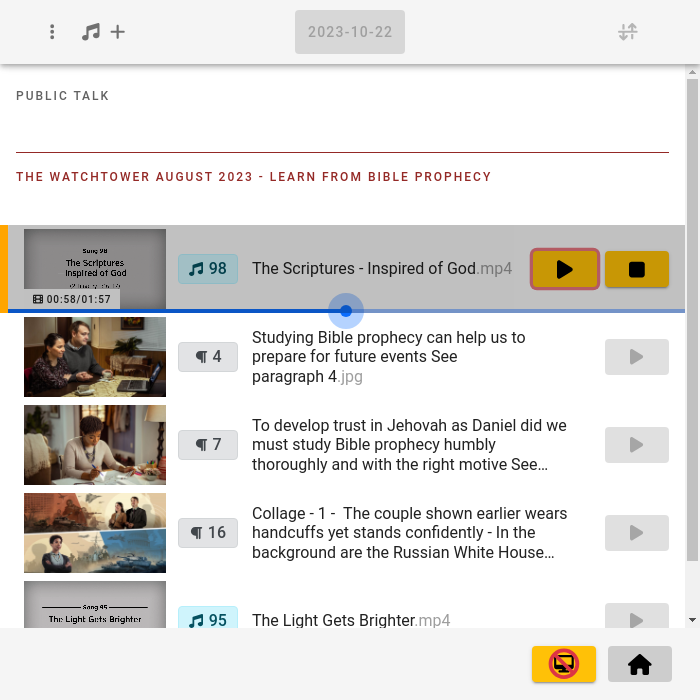 2023-10-22
PUBLIC TALK
THE WATCHTOWER AUGUST 2023 - LEARN FROM BIBLE PROPHECY
Song 98
The Scriptures
Inspired of God
00:58/01:57
98
The Scriptures - Inspired of God.mp4
¶ 4
Studying Bible prophecy can help us to
prepare for future events See
paragraph 4.jpg
¶ 7
To develop trust in Jehovah as Daniel did we
must study Bible prophecy humbly
thoroughly and with the right motive See…
¶ 16
Collage - 1 - The couple shown earlier wears
handcuffs yet stands confidently - In the
background are the Russian White House…
Song 95
The Light Gets Brighter
95
The Light Gets Brighter.mp4